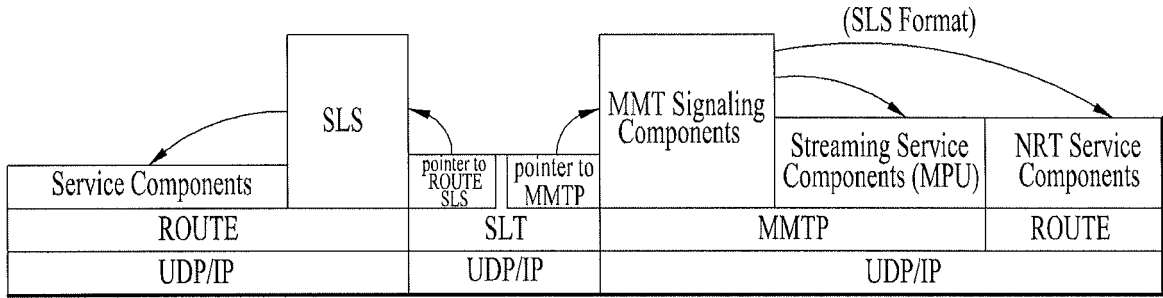 (SLS Format)
SLS
MMT Signaling
Components
Service Components
pointer to
ROUTE
SLS
pointer to
MMTP
Streaming Service
Components (MPU)
NRT Service
Components
ROUTE
SLT
MMTP
ROUTE
UDP/IP
UDP/IP
UDP/IP